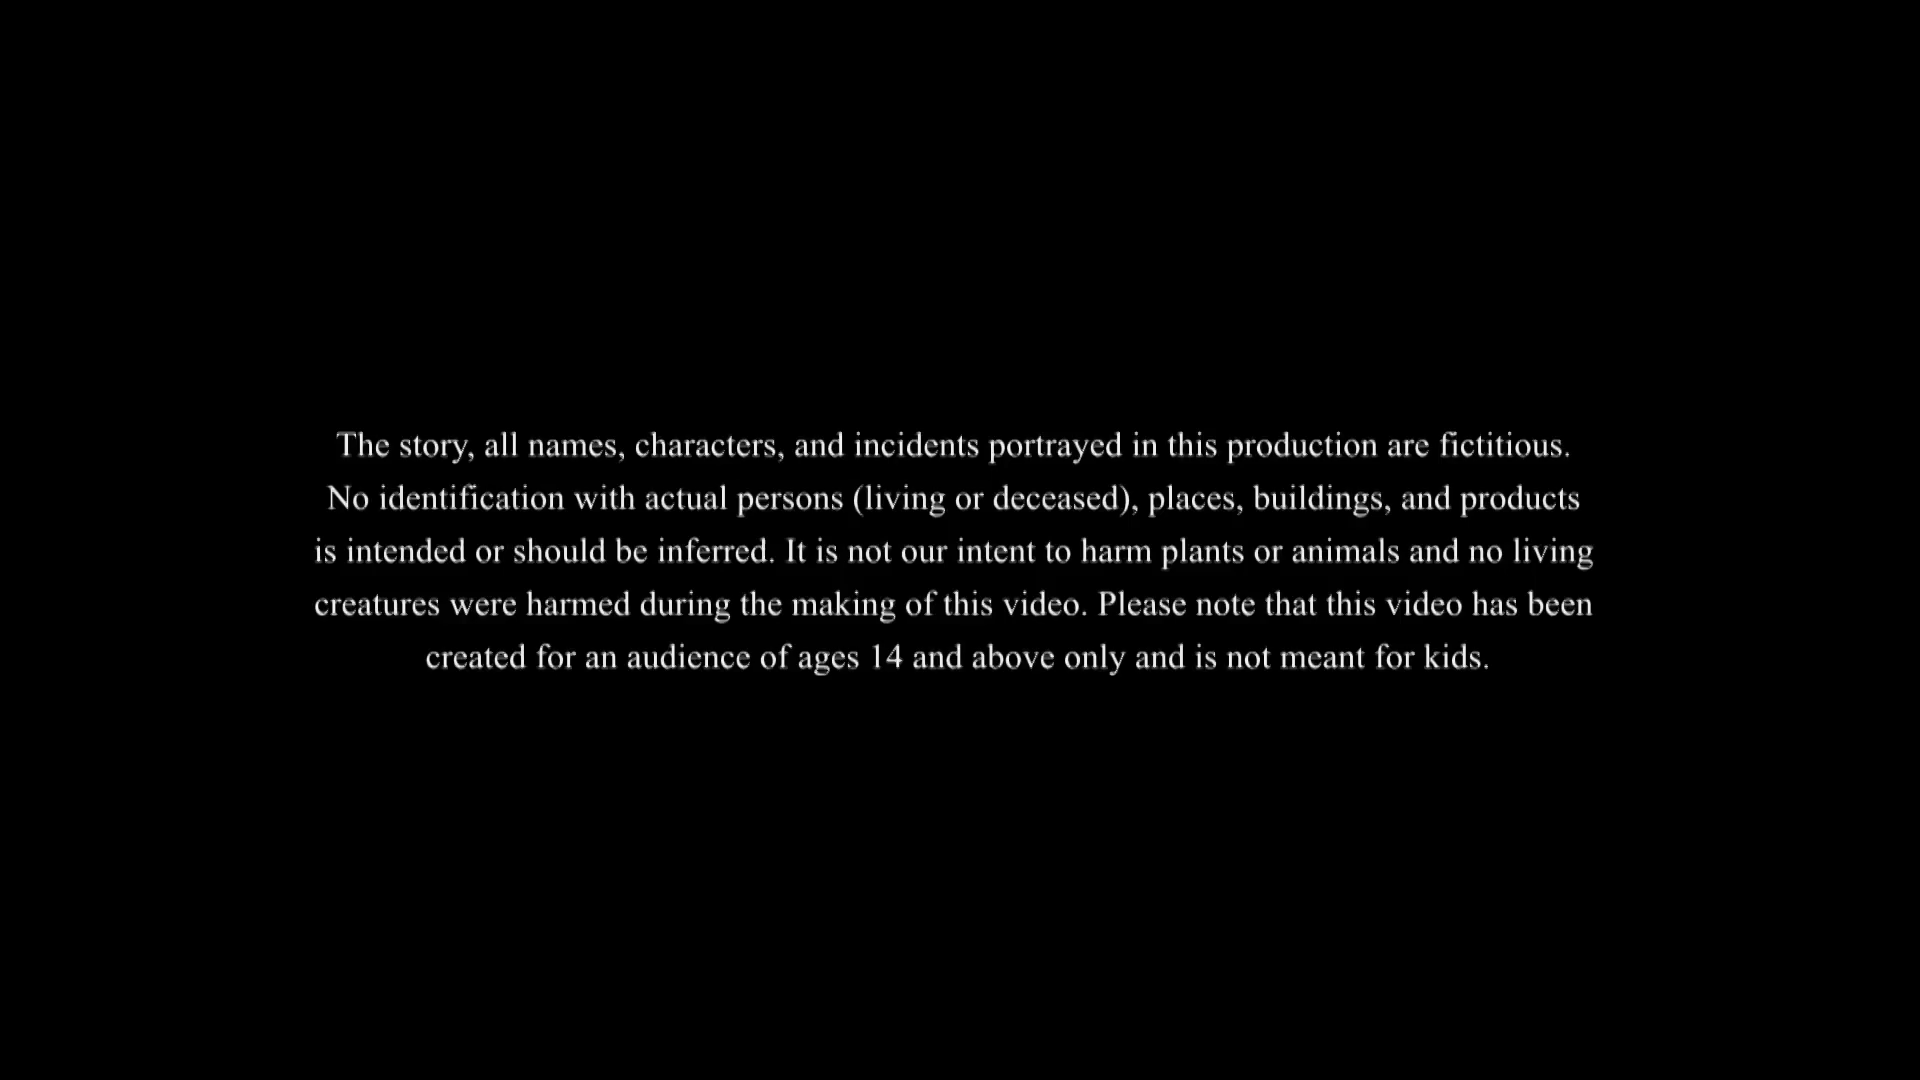 The story, all names, characters, and incidents portrayed in this production are fictitious.
No identification with actual persons (living or deceased), places, buildings, and products
is intended or should be inferred. It is not our intent to harm plants or animals and no living
creatures were harmed during the making of this video. Please note that this video has been
created for an audience of ages 14 and above only and is not meant for kids.